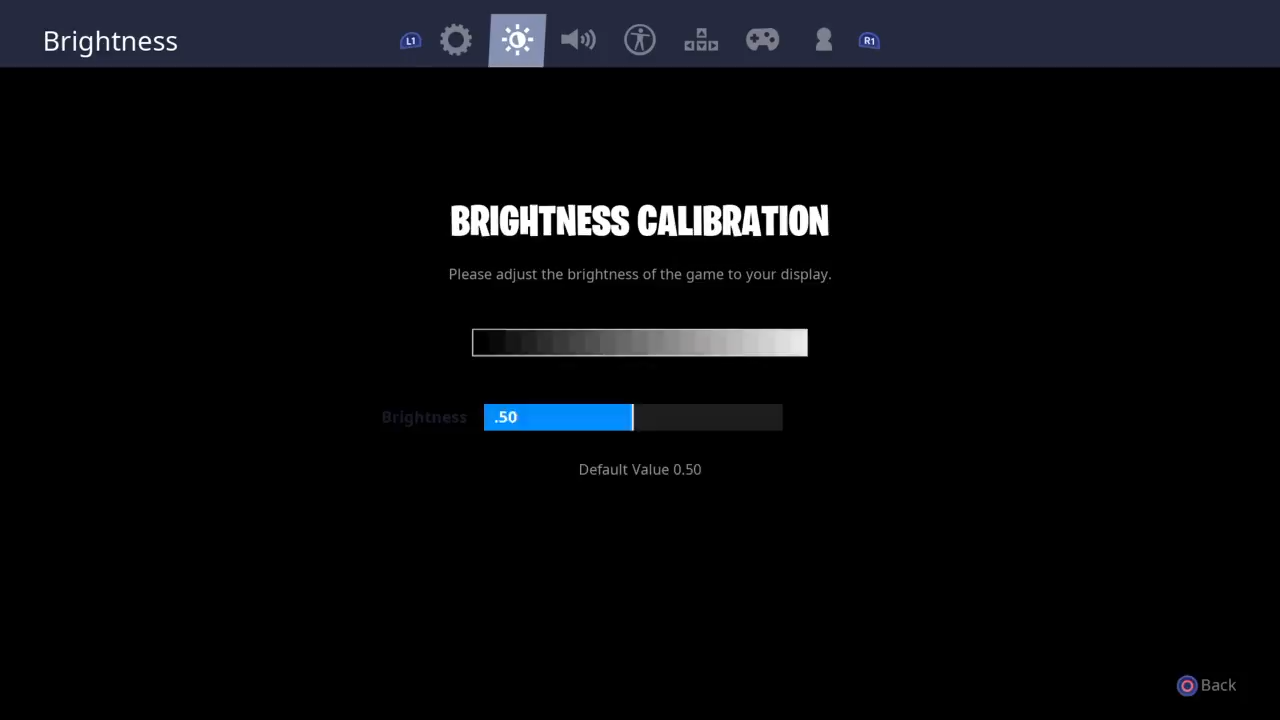 Brightness
L1
R1
BRIGHTNESS CALIBRATION
Please adjust the brightness of the game to your display.
Brightness
.50
Default Value 0.50
Back